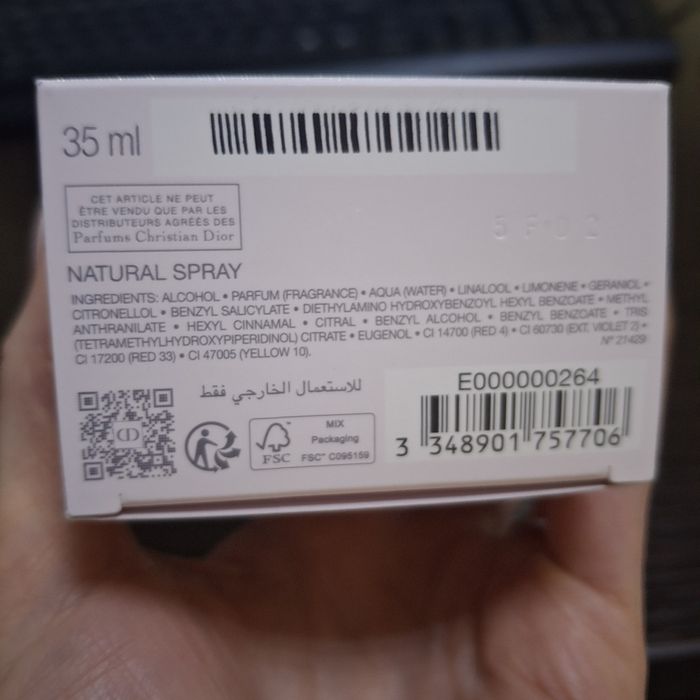 35 ml
CET ARTICLE NE PEUT
ÊTRE VENDU QUE PAR LES
DISTRIBUTEURS AGRÉÉS DES
Parfums Christian Dior
5F02
NATURAL SPRAY
INGREDIENTS: ALCOHOL • PARFUM (FRAGRANCE) • AQUA (WATER) • LINALOOL • LIMONENE • GERANIOL •
CITRONELLOL • BENZYL SALICYLATE • DIETHYLAMINO HYDROXYBENZOYL HEXYL BENZOATE • METHYL
ANTHRANILATE • HEXYL CINNAMAL • CITRAL • BENZYL ALCOHOL • BENZYL BENZOATE • TRIS
(TETRAMETHYLHYDROXYPIPERIDINOL) CITRATE • EUGENOL • CI 14700 (RED 4) • CI 60730 (EXT. VIOLET 2) •
CI 17200 (RED 33) • CI 47005 (YELLOW 10).
N° 21429
للاستعمال الخارجي فقط
CD
FSC
MIX
Packaging
FSC™ C095159
E000000264
3 348901 757706